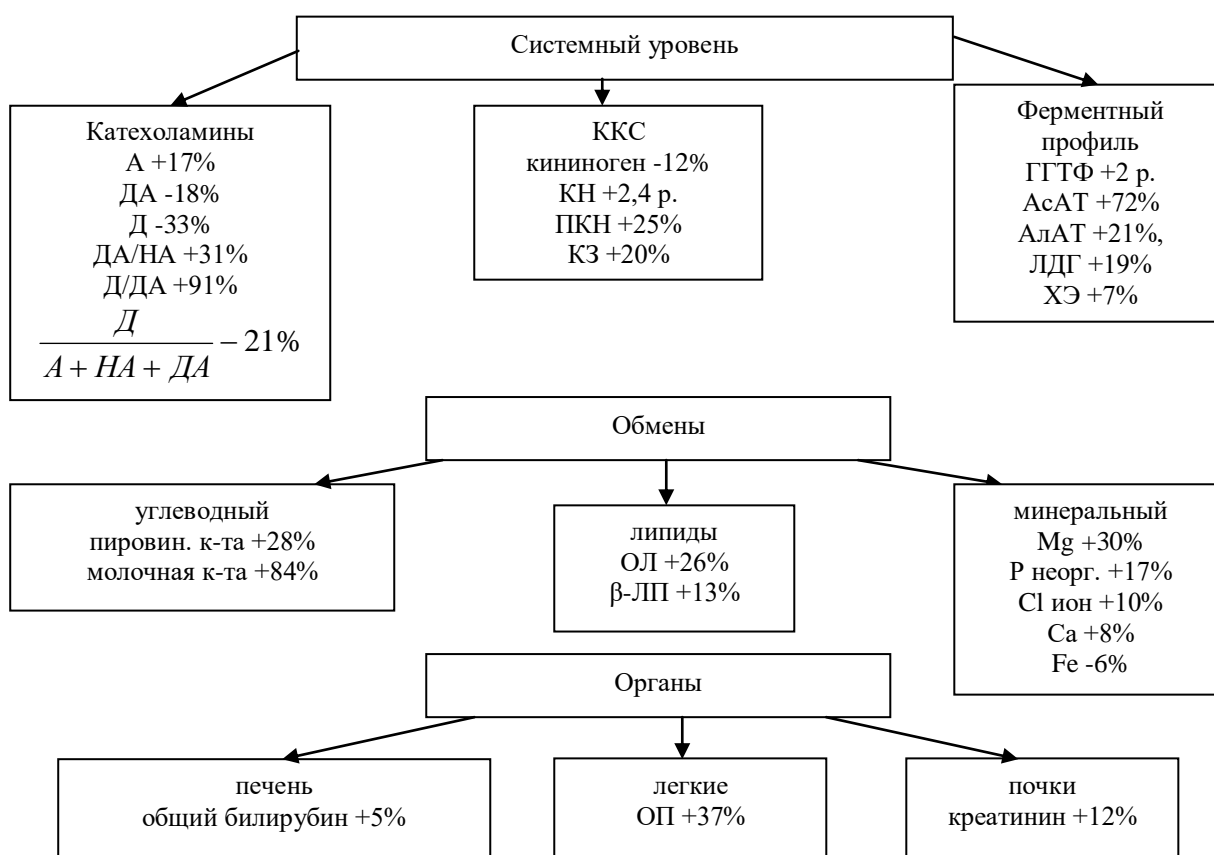 Системный уровень
Катехоламины
А +17%
ДА -18%
Д -33%
ДА/НА +31%
Д/ДА +91%
Д
А + НА + ДА
– 21%
ККС
кининоген -12%
КН +2,4 р.
ПКН +25%
КЗ +20%
Ферментный
профиль
ГГТФ +2 р.
АсАТ +72%
АлАТ +21%,
ЛДГ +19%
ХЭ +7%
Обмены
углеводный
пировин. к-та +28%
молочная к-та +84%
липиды
ОЛ +26%
β-ЛП +13%
минеральный
Mg +30%
Р неорг. +17%
Cl ион +10%
Ca +8%
Fe -6%
Органы
печень
общий билирубин +5%
легкие
ОП +37%
почки
креатинин +12%